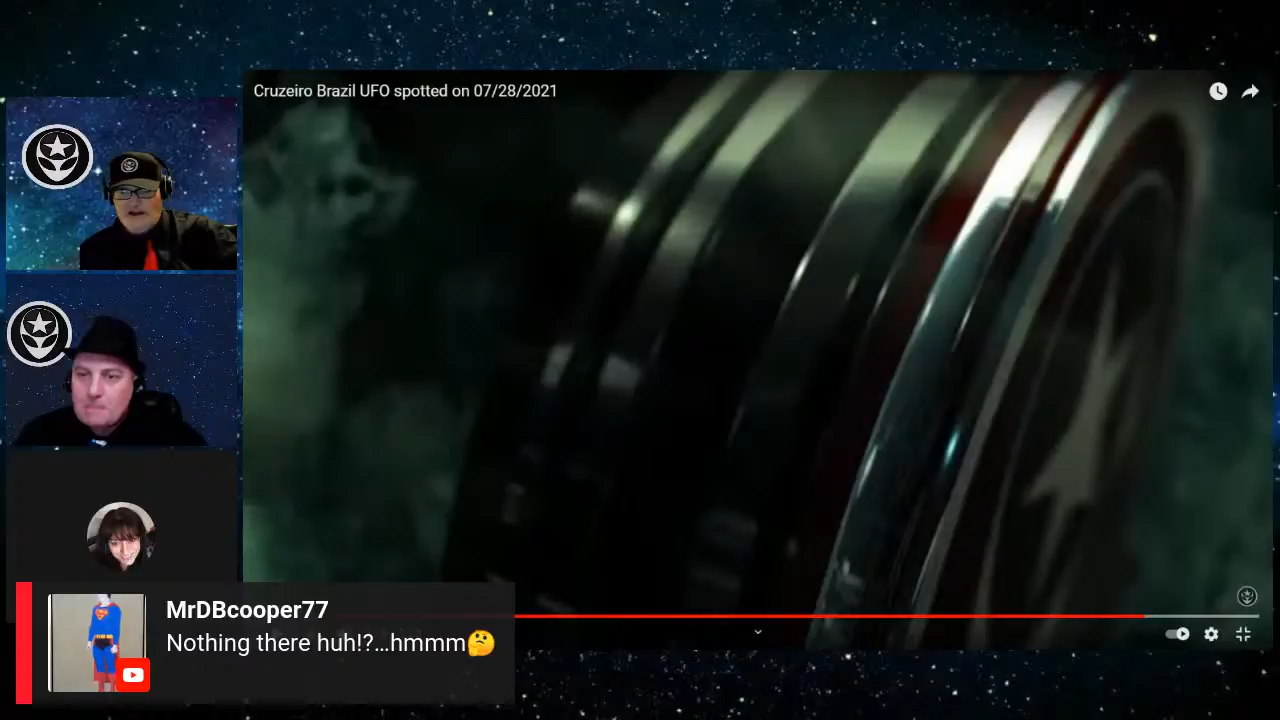 Cruzeiro Brazil UFO spotted on 07/28/2021
MrDBcooper77
Nothing there huh!?...hmmm🤔